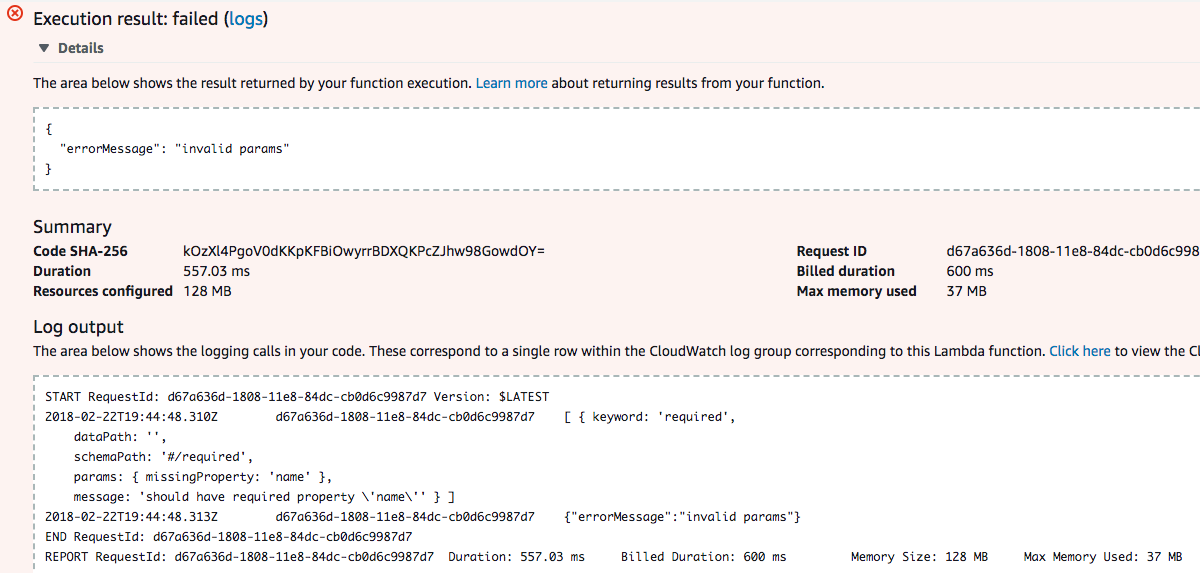 Execution result: failed (logs)
Details
The area below shows the result returned by your function execution. Learn more about returning results from your function.
{
"errorMessage": "invalid params"
}
Summary
Code SHA-256 kOzXl4PgoV0dKKpKFBiOwyrrBDXQKPcZJhw98GowdOY= Request ID d67a636d-1808-11e8-84dc-cb0d6c998
Duration 557.03 ms Billed duration 600 ms
Resources configured 128 MB Max memory used 37 MB
Log output
The area below shows the logging calls in your code. These correspond to a single row within the CloudWatch log group corresponding to this Lambda function. Click here to view the Cl
START RequestId: d67a636d-1808-11e8-84dc-cb0d6c9987d7 Version: $LATEST
2018-02-22T19:44:48.310Z d67a636d-1808-11e8-84dc-cb0d6c9987d7 [ { keyword: 'required',
dataPath: '',
schemaPath: '#/required',
params: { missingProperty: 'name' },
message: 'should have required property \'name\'' } ]
2018-02-22T19:44:48.313Z d67a636d-1808-11e8-84dc-cb0d6c9987d7 {"errorMessage":"invalid params"}
END RequestId: d67a636d-1808-11e8-84dc-cb0d6c9987d7
REPORT RequestId: d67a636d-1808-11e8-84dc-cb0d6c9987d7 Duration: 557.03 ms Billed Duration: 600 ms Memory Size: 128 MB Max Memory Used: 37 MB